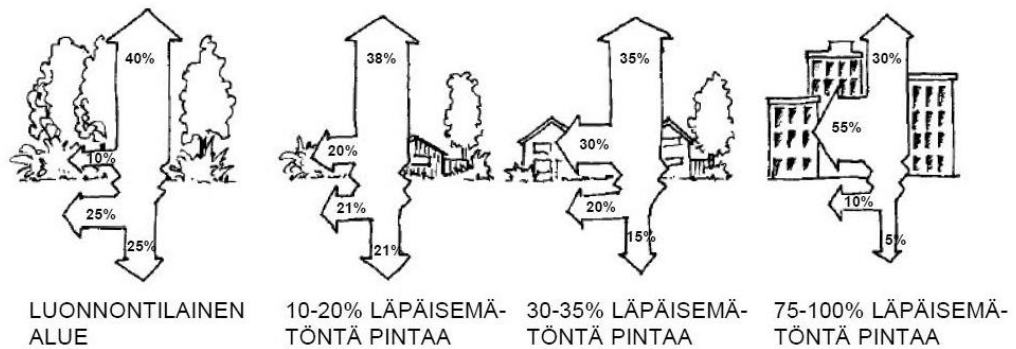 40%
10%
25%
25%
LUONNONTILAINEN
ALUE
38%
20%
21%
21%
10-20% LÄPÄISEMÄ-
TÖNTÄ PINTAA
35%
30%
20%
15%
30-35% LÄPÄISEMÄ-
TÖNTÄ PINTAA
30%
55%
10%
5%
75-100% LÄPÄISEMÄ-
TÖNTÄ PINTAA